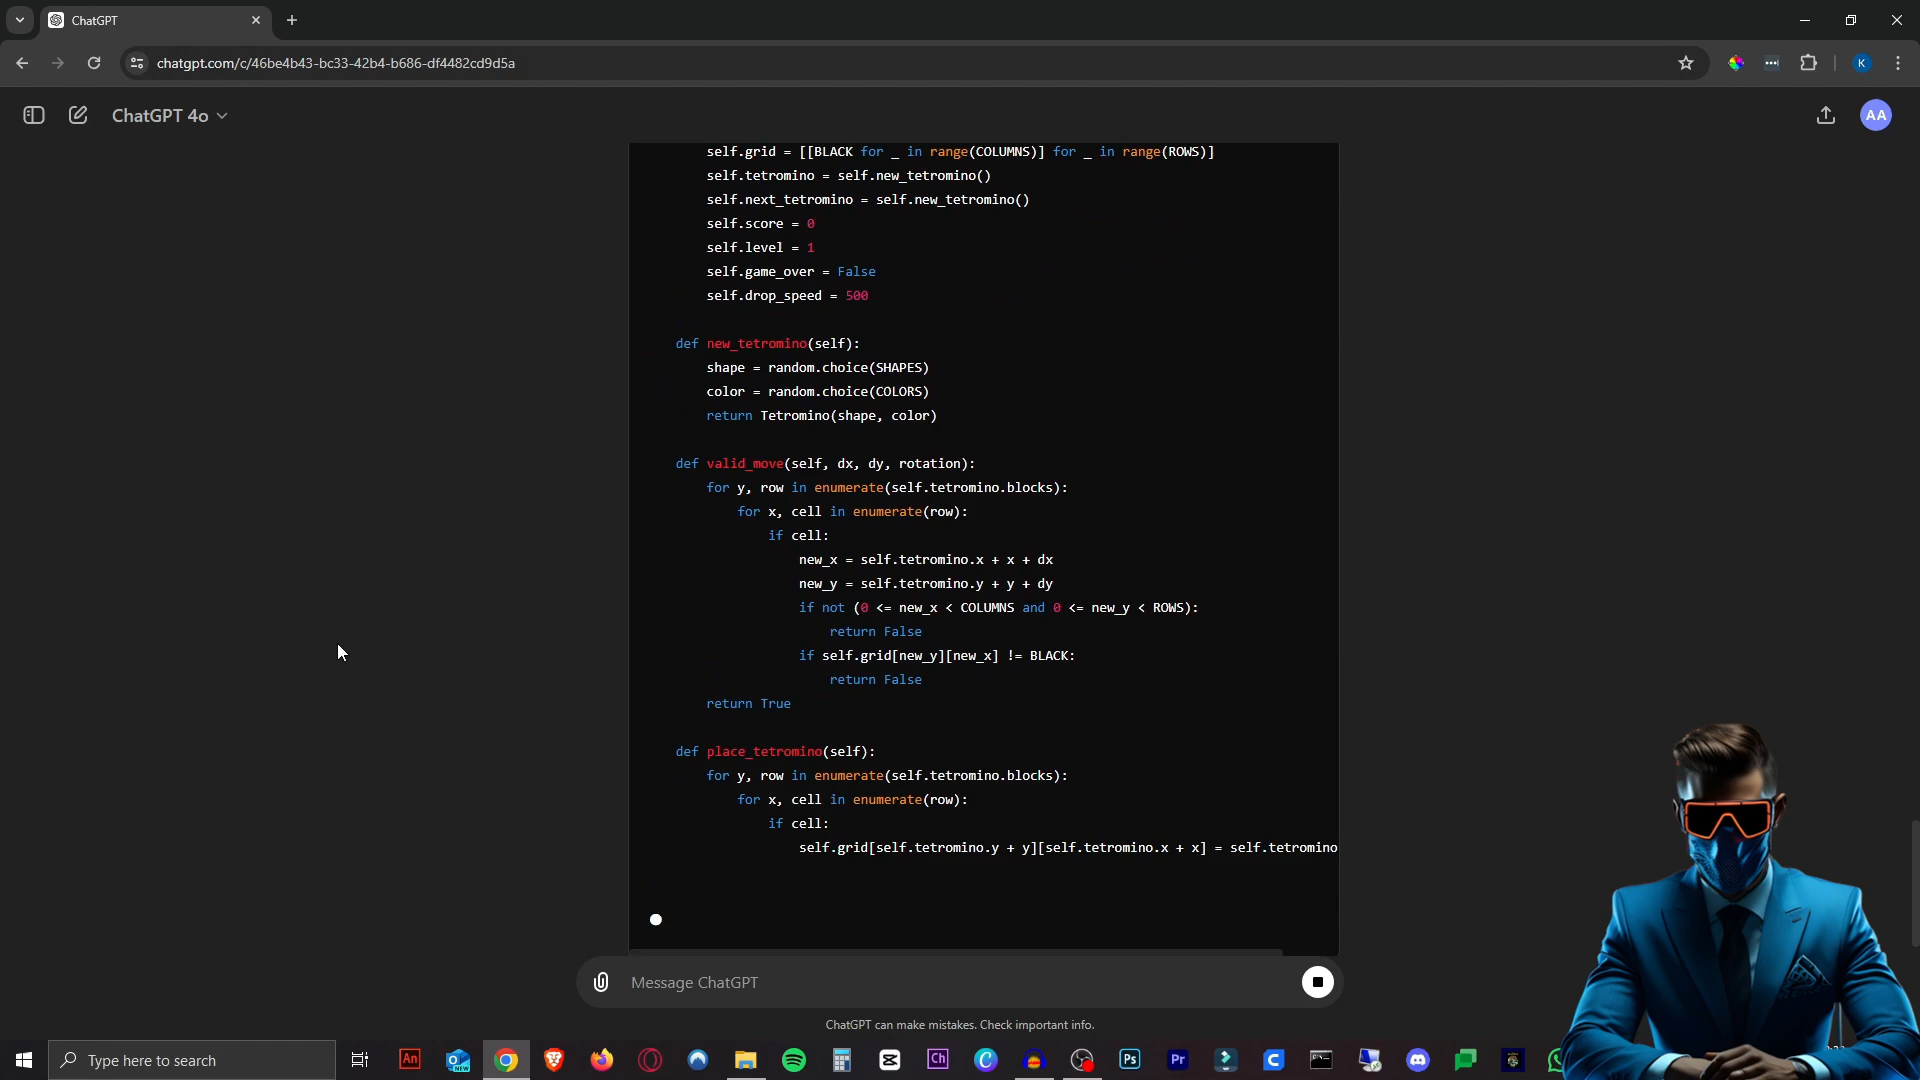 ChatGPT
chatgpt.com/c/46be4b43-bc33-42b4-b686-df4482cd9d5a
K
ChatGPT 4o
AA
self.grid = [[BLACK for _ in range(COLUMNS)] for _ in range(ROWS)]
self.tetromino = self.new_tetromino()
self.next_tetromino = self.new_tetromino()
self.score = 0
self.level = 1
self.game_over = False
self.drop_speed = 500
def new_tetromino(self):
shape = random.choice(SHAPES)
color = random.choice(COLORS)
return Tetromino(shape, color)
def valid_move(self, dx, dy, rotation):
for y, row in enumerate(self.tetromino.blocks):
for x, cell in enumerate(row):
if cell:
new_x = self.tetromino.x + x + dx
new_y = self.tetromino.y + y + dy
if not (0 <= new_x < COLUMNS and 0 <= new_y < ROWS):
return False
if self.grid[new_y][new_x] != BLACK:
return False
return True
def place_tetromino(self):
for y, row in enumerate(self.tetromino.blocks):
for x, cell in enumerate(row):
if cell:
self.grid[self.tetromino.y + y][self.tetromino.x + x] = self.tetromino
Message ChatGPT
ChatGPT can make mistakes. Check important info.
Type here to search
An
NEW
Ch
Ps
Pr